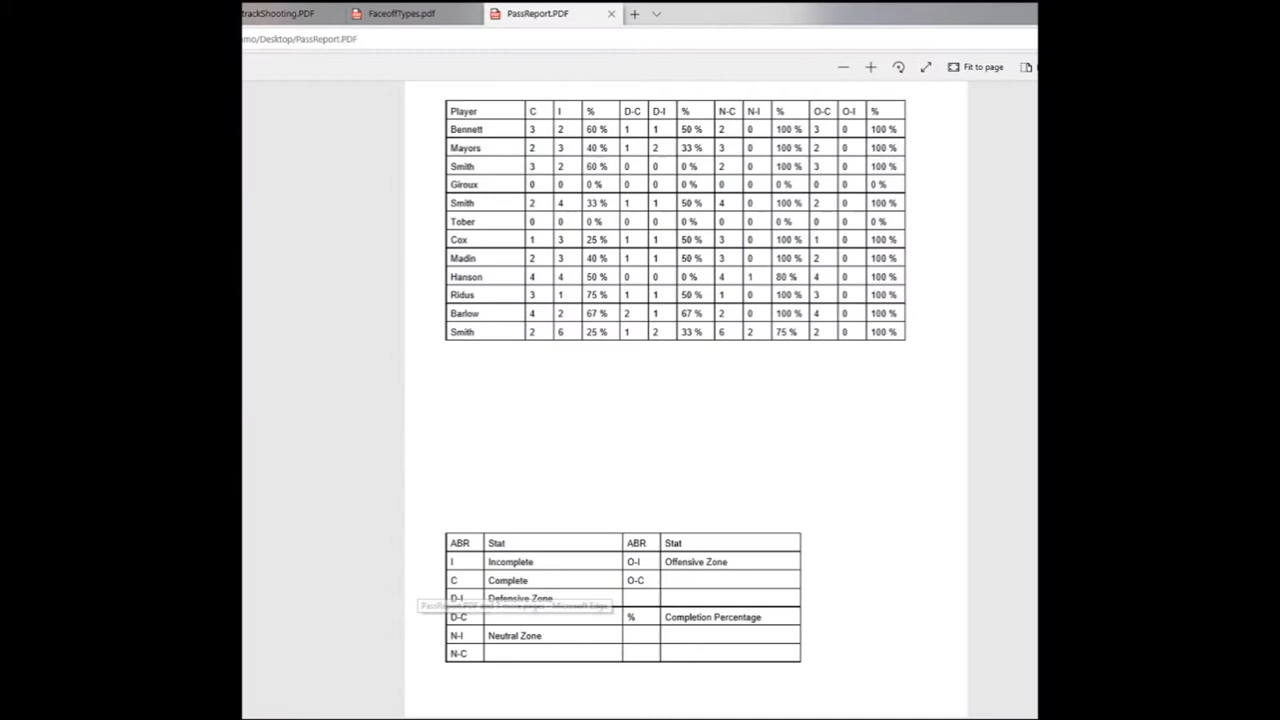 trackShooting.PDF FaceoffTypes.pdf PassReport.PDF
mo/Desktop/PassReport.PDF
Fit to page
Player C I % D-C D-I % N-C N-I % O-C O-I %
Bennett 3 2 60 % 1 1 50 % 2 0 100 % 3 0 100 %
Mayors 2 3 40 % 1 2 33 % 3 0 100 % 2 0 100 %
Smith 3 2 60 % 0 0 0 % 2 0 100 % 3 0 100 %
Giroux 0 0 0 % 0 0 0 % 0 0 0 % 0 0 0 %
Smith 2 4 33 % 1 1 50 % 4 0 100 % 2 0 100 %
Tober 0 0 0 % 0 0 0 % 0 0 0 % 0 0 0 %
Cox 1 3 25 % 1 1 50 % 3 0 100 % 1 0 100 %
Madin 2 3 40 % 1 1 50 % 3 0 100 % 2 0 100 %
Hanson 4 4 50 % 0 0 0 % 4 1 80 % 4 0 100 %
Ridus 3 1 75 % 1 1 50 % 1 0 100 % 3 0 100 %
Barlow 4 2 67 % 2 1 67 % 2 0 100 % 4 0 100 %
Smith 2 6 25 % 1 2 33 % 6 2 75 % 2 0 100 %
ABR Stat ABR Stat
I Incomplete O-I Offensive Zone
C Complete O-C
D-I Defensive Zone
PassReport.PDF and 3 more pages - Microsoft Edge
D-C % Completion Percentage
N-I Neutral Zone
N-C